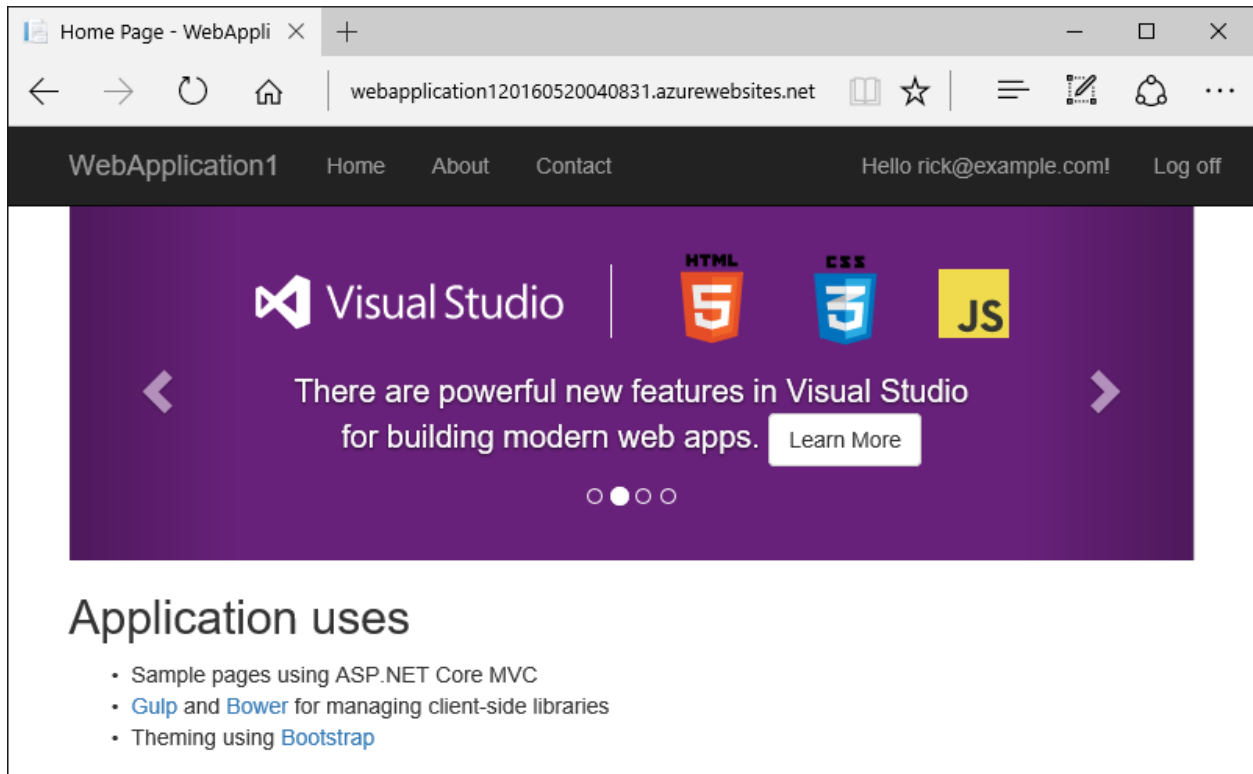 Home Page - WebAppli
webapplication120160520040831.azurewebsites.net
WebApplication1 Home About Contact Hello rick@example.com! Log off
HTML CSS
Visual Studio 5 3 JS
There are powerful new features in Visual Studio
for building modern web apps. Learn More
Application uses
• Sample pages using ASP.NET Core MVC
• Gulp and Bower for managing client-side libraries
• Theming using Bootstrap